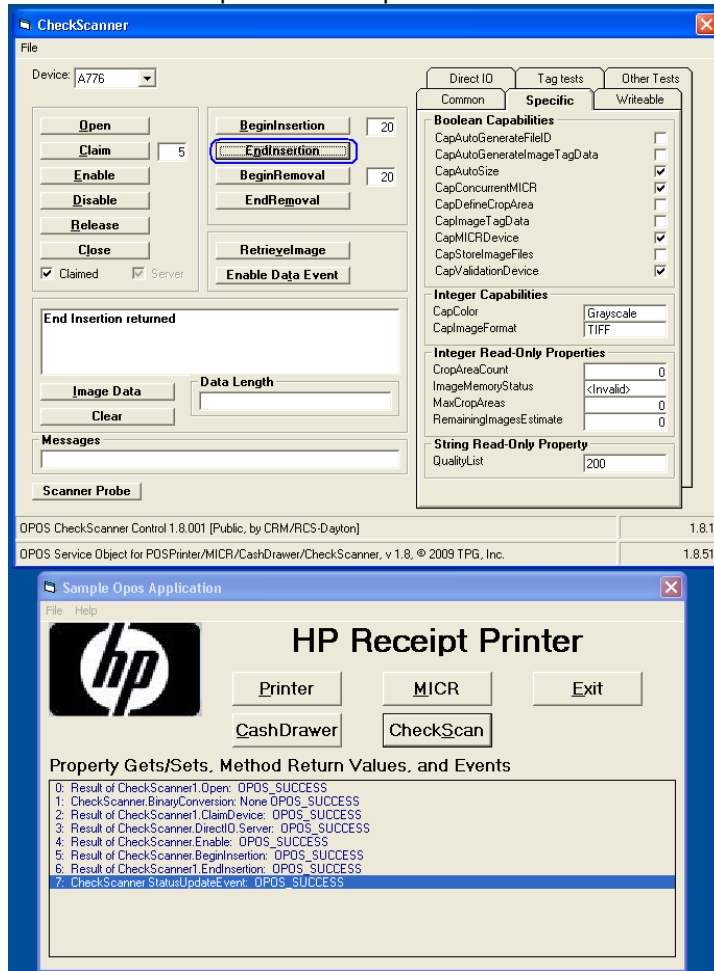 CheckScanner
File
Device: A776
Open
Claim 5
Enable
Disable
Release
Close
Claimed Server
BeginInsertion 20
EndInsertion
BeginRemoval 20
EndRemoval
RetrieveImage
Enable Data Event
End Insertion returned
Image Data
Clear
Data Length
Messages
Scanner Probe
Direct IO Tag tests Other Tests
Common Specific Writeable
Boolean Capabilities
CapAutoGenerateFileID
CapAutoGenerateImageTagData
CapAutoSize
CapConcurrentMICR
CapDefineCropArea
CapImageTagData
CapMICRDevice
CapStoreImageFiles
CapValidationDevice
Integer Capabilities
CapColor Grayscale
CapImageFormat TIFF
Integer Read-Only Properties
CropAreaCount 0
ImageMemoryStatus <Invalid>
MaxCropAreas 0
RemainingImagesEstimate 0
String Read-Only Property
QualityList 200
OPOS CheckScanner Control 1.8.001 [Public, by CRM/RCS-Dayton] 1.8.1
OPOS Service Object for POSPrinter/MICR/CashDrawer/CheckScanner, v 1.8, © 2009 TPG, Inc. 1.8.51
Sample Opos Application
File Help
hp
HP Receipt Printer
Printer MICR Exit
CashDrawer CheckScan
Property Gets/Sets, Method Return Values, and Events
0: Result of CheckScanner1.Open: OPOS_SUCCESS
1: CheckScanner.BinaryConversion: None OPOS_SUCCESS
2: Result of CheckScanner1.ClaimDevice: OPOS_SUCCESS
3: Result of CheckScanner.DirectIO.Server: OPOS_SUCCESS
4: Result of CheckScanner.Enable: OPOS_SUCCESS
5: Result of CheckScanner.BeginInsertion: OPOS_SUCCESS
6: Result of CheckScanner1.EndInsertion: OPOS_SUCCESS
7: CheckScanner StatusUpdateEvent: OPOS_SUCCESS